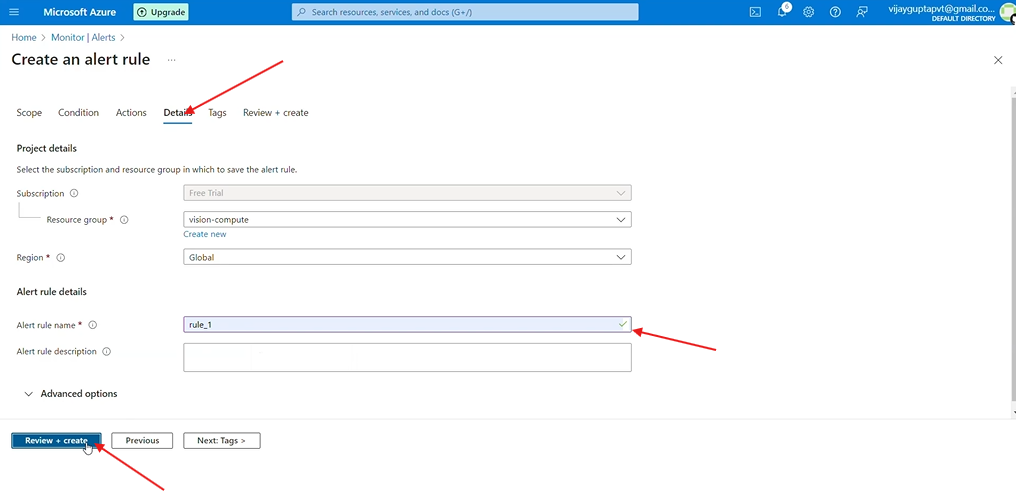 Microsoft Azure
Upgrade
Search resources, services, and docs (G+/)
6
vijayguptapvt@gmail.co...
DEFAULT DIRECTORY
Home > Monitor | Alerts >
Create an alert rule ...
Scope Condition Actions Details Tags Review + create
Project details
Select the subscription and resource group in which to save the alert rule.
Subscription Free Trial
Resource group * vision-compute
Create new
Region * Global
Alert rule details
Alert rule name * rule_1
Alert rule description
Advanced options
Review + create Previous Next: Tags >